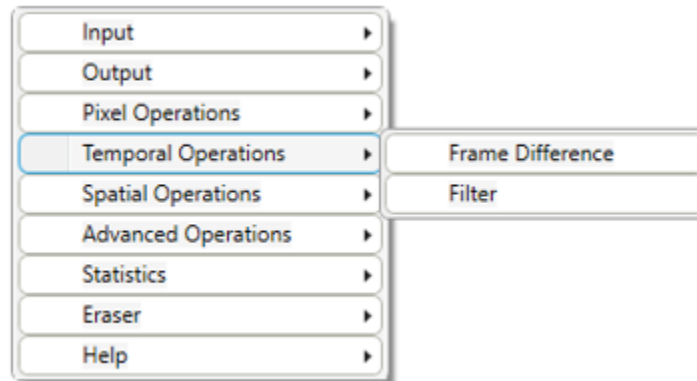 Input
Output
Pixel Operations
Temporal Operations
Frame Difference
Spatial Operations
Filter
Advanced Operations
Statistics
Eraser
Help